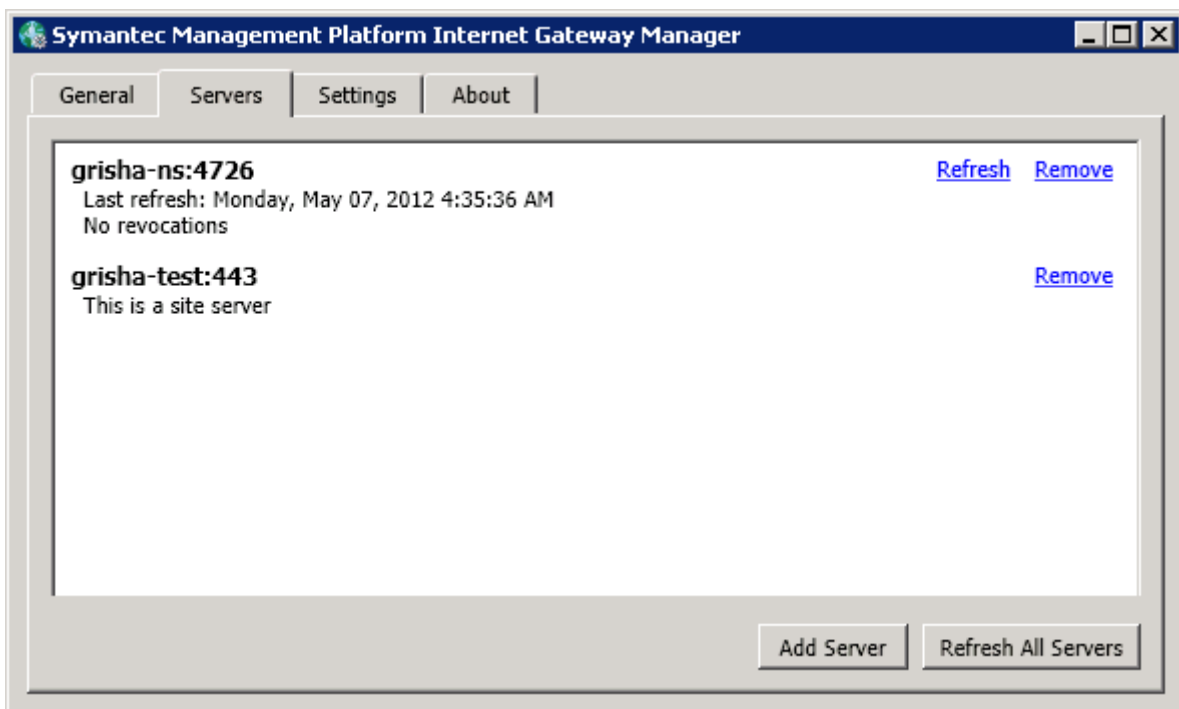 Symantec Management Platform Internet Gateway Manager
General Servers Settings About
grisha-ns:4726 Refresh Remove
Last refresh: Monday, May 07, 2012 4:35:36 AM
No revocations
grisha-test:443 Remove
This is a site server
Add Server Refresh All Servers